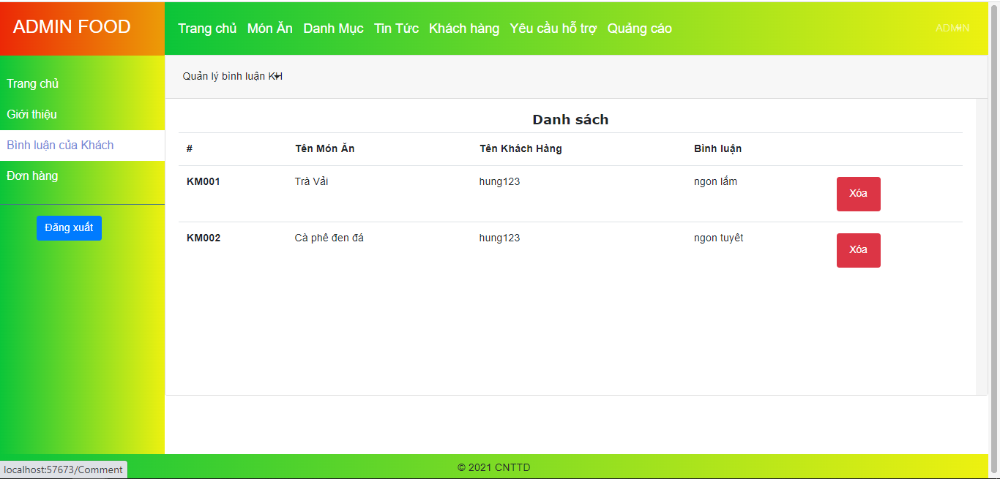 ADMIN FOOD
Trang chủ Món Ăn Danh Mục Tin Tức Khách hàng Yêu cầu hỗ trợ Quảng cáo
ADMIN
Trang chủ
Giới thiệu
Bình luận của Khách
Đơn hàng
Đăng xuất
Quản lý bình luận KH
Danh sách
# Tên Món Ăn Tên Khách Hàng Bình luận
KM001 Trà Vải hung123 ngon lắm Xóa
KM002 Cà phê đen đá hung123 ngon tuyêt Xóa
localhost:57673/Comment
© 2021 CNTTD